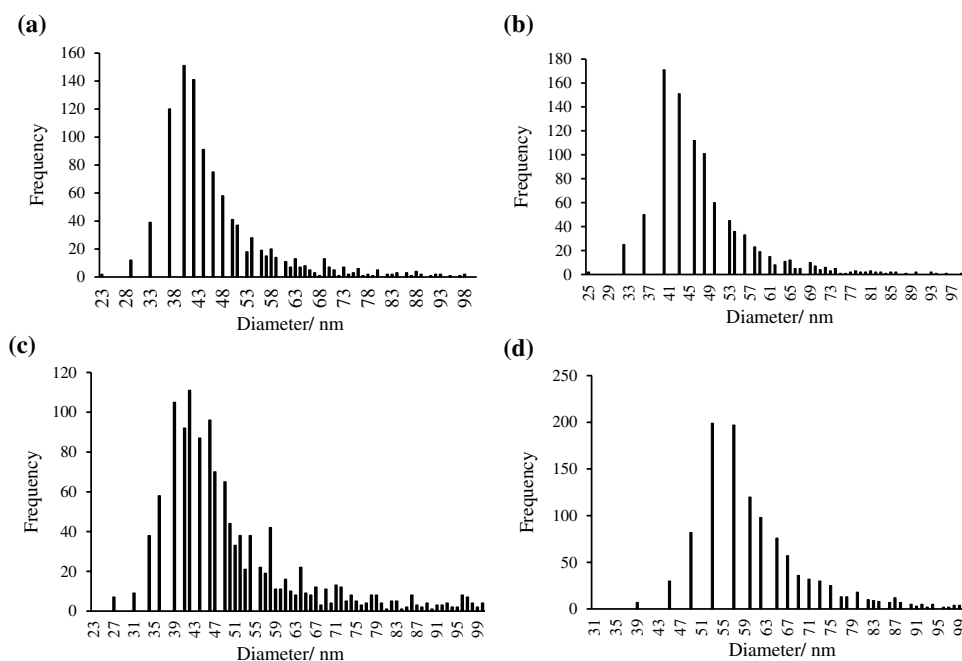 (a)
160
140
120
100
80
60
40
20
0
Frequency
23 28 33 38 43 48 53 58 63 68 73 78 83 88 93 98
Diameter/ nm
(b)
180
160
140
120
100
80
60
40
20
0
Frequency
25 29 33 37 41 45 49 53 57 61 65 69 73 77 81 85 89 93 97
Diameter/ nm
(c)
120
100
80
60
40
20
0
Frequency
23 27 31 35 39 43 47 51 55 59 63 67 71 75 79 83 87 91 95 99
Diameter/ nm
(d)
250
200
150
100
50
0
Frequency
31 35 39 43 47 51 55 59 63 67 71 75 79 83 87 91 95 99
Diameter/ nm